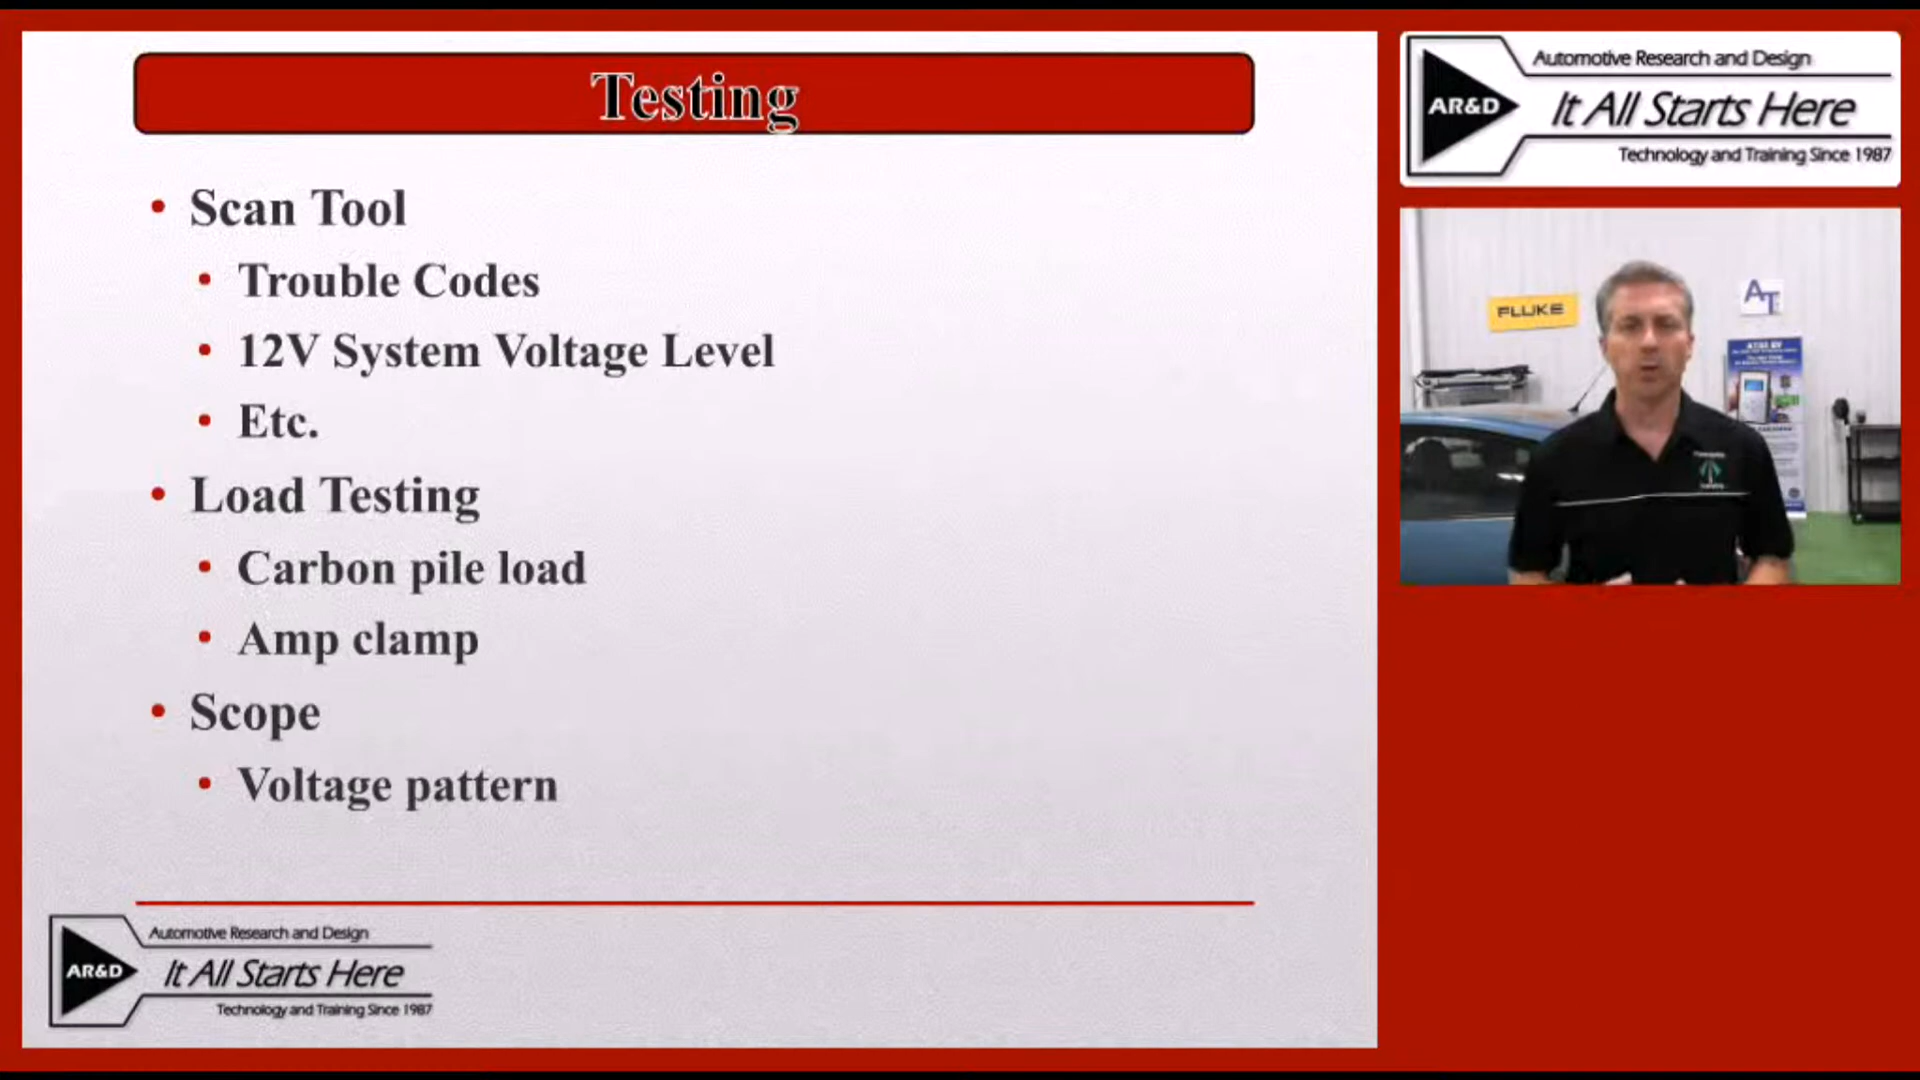 Testing
Scan Tool
Trouble Codes
12V System Voltage Level
Etc.
Load Testing
Carbon pile load
Amp clamp
Scope
Voltage pattern
Automotive Research and Design
AR&D
It All Starts Here
Technology and Training Since 1987
Automotive Research and Design
AR&D
It All Starts Here
Technology and Training Since 1987
FLUKE
AT